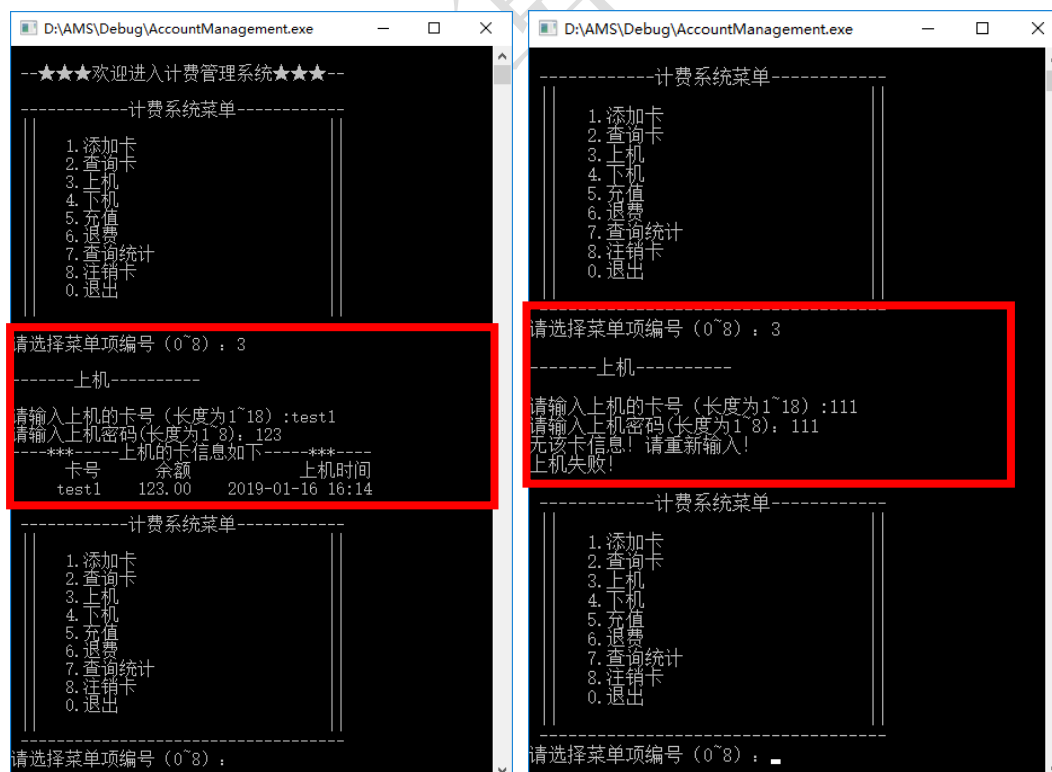 D:\AMS\Debug\AccountManagement.exe
--★★★欢迎进入计费管理系统★★★--
------------计费系统菜单------------
1.添加卡
2.查询卡
3.上机
4.下机
5.充值
6.退费
7.查询统计
8.注销卡
0.退出
请选择菜单项编号（0~8）：3
-------上机----------
请输入上机的卡号（长度为1~18）:test1
请输入上机密码(长度为1~8)：123
----***-----上机的卡信息如下-----***----
卡号 余额 上机时间
test1 123.00 2019-01-16 16:14
------------计费系统菜单------------
1.添加卡
2.查询卡
3.上机
4.下机
5.充值
6.退费
7.查询统计
8.注销卡
0.退出
------------------------------------
请选择菜单项编号（0~8）：
D:\AMS\Debug\AccountManagement.exe
------------计费系统菜单------------
1.添加卡
2.查询卡
3.上机
4.下机
5.充值
6.退费
7.查询统计
8.注销卡
0.退出
请选择菜单项编号（0~8）：3
-------上机----------
请输入上机的卡号（长度为1~18）:111
请输入上机密码(长度为1~8)：111
无该卡信息！请重新输入！
上机失败！
------------计费系统菜单------------
1.添加卡
2.查询卡
3.上机
4.下机
5.充值
6.退费
7.查询统计
8.注销卡
0.退出
------------------------------------
请选择菜单项编号（0~8）：